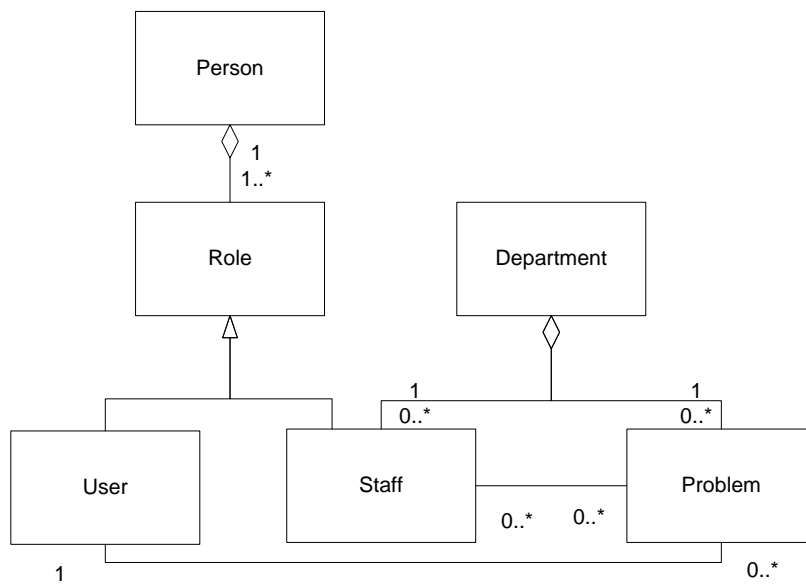 Person
1
1..*
Role
Department
1
1
0..*
0..*
User
Staff
Problem
0..*
0..*
1
0..*